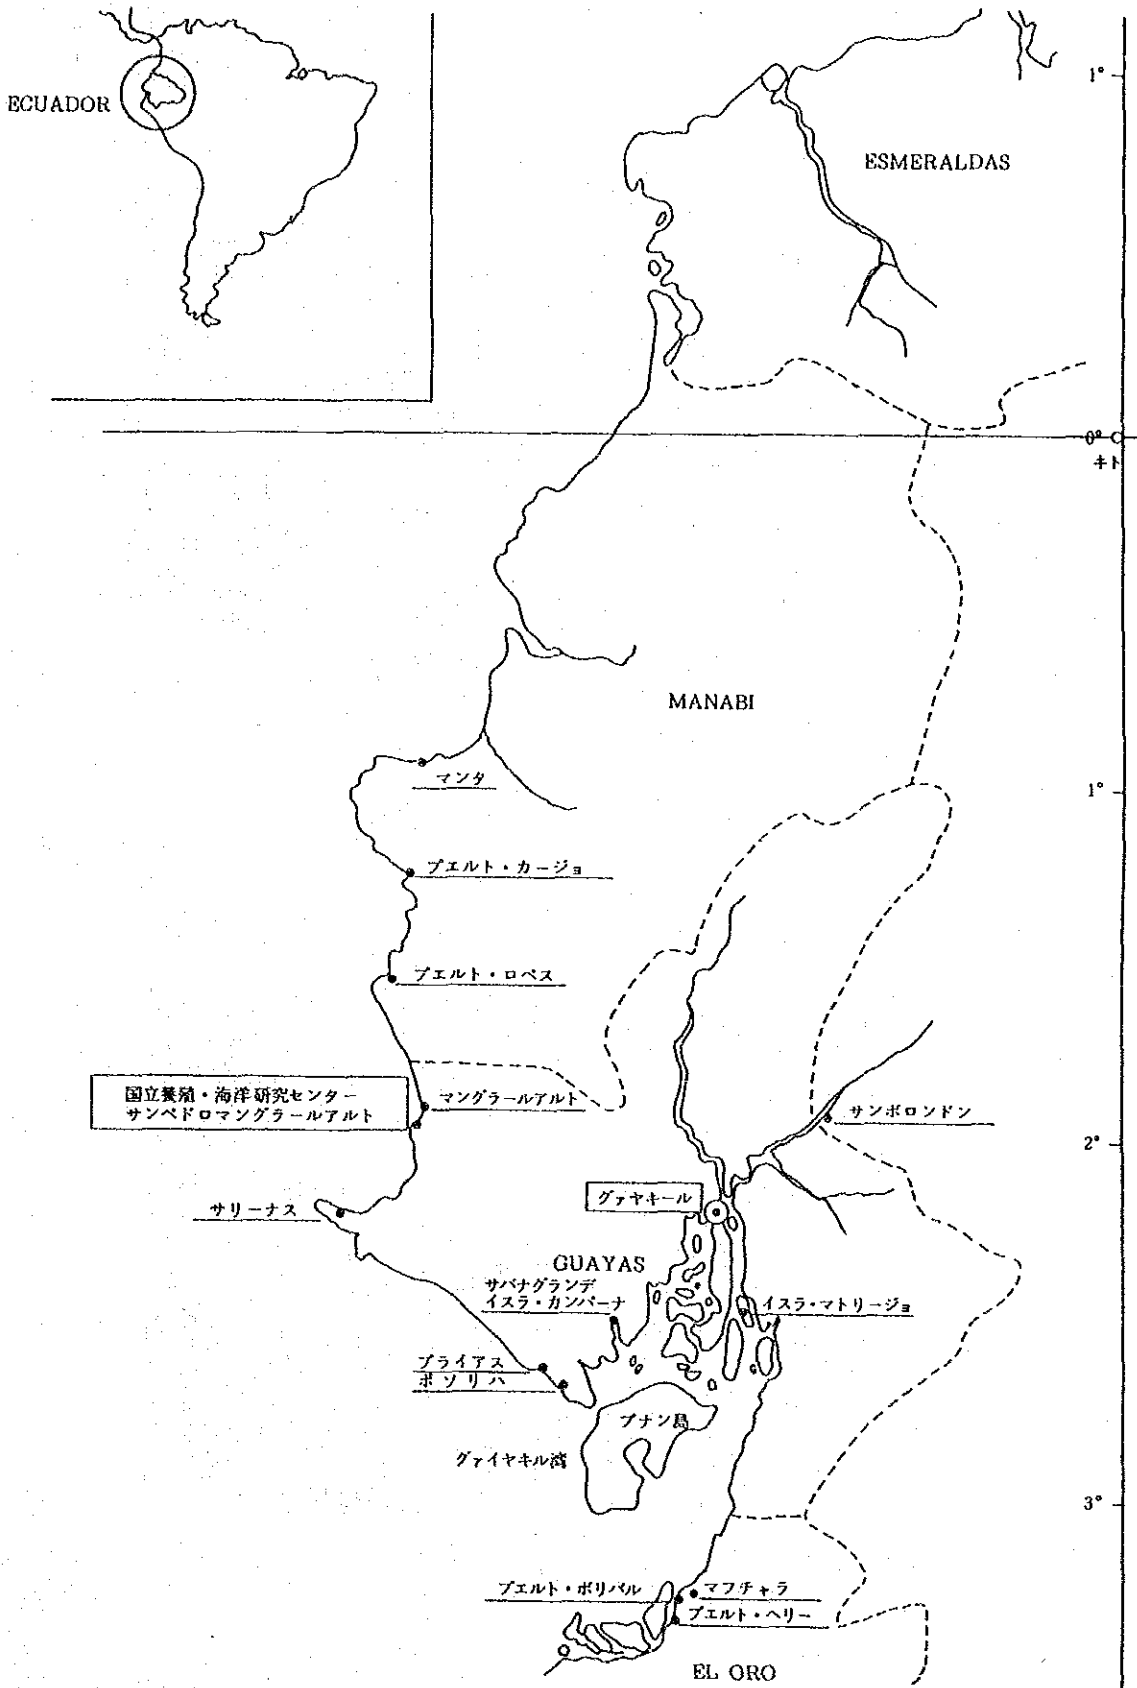 ECUADOR
1°
ESMERALDAS
0°
キト
MANABI
マンタ
1°
プエルト・カージョ
プエルト・ロペス
国立養殖・海洋研究センター
サンペドロマングラールアルト
マングラールアルト
サンボロンドン
2°
サリーナス
グァヤキール
GUAYAS
サバナグランデ
イスラ・カンパーナ
イスラ・マトリージョ
プライアス
ポソリハ
プナン島
グァイヤキル湾
3°
プエルト・ボリバル
マフチャラ
プエルト・ヘリー
EL ORO